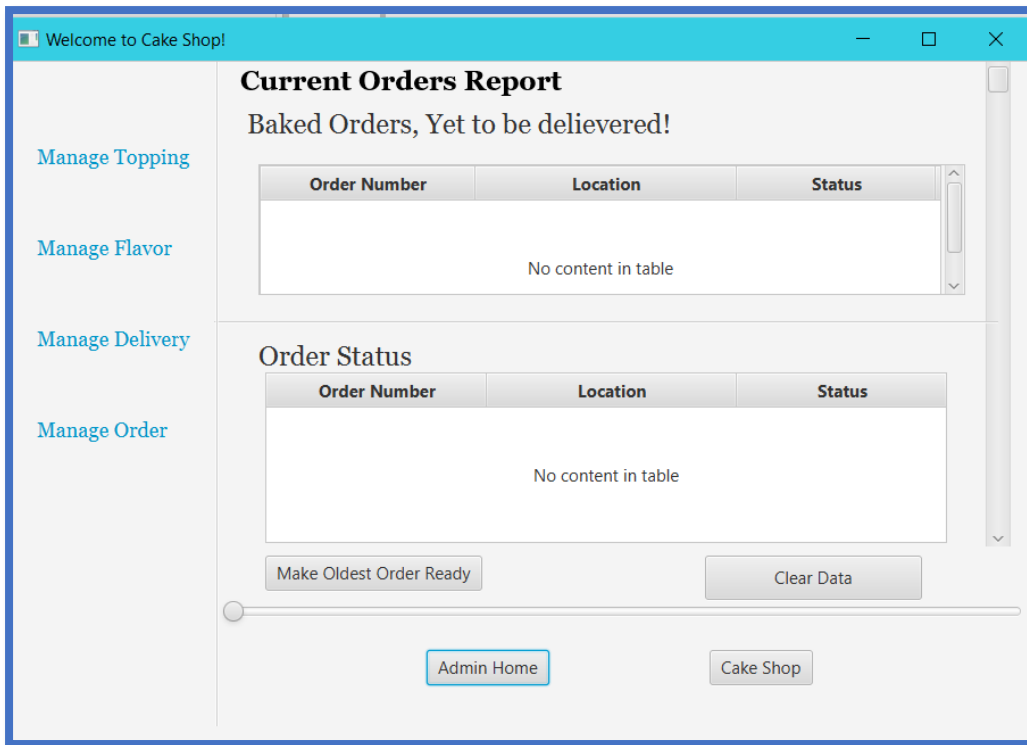 Welcome to Cake Shop!
Current Orders Report
Baked Orders, Yet to be delievered!
Manage Topping
Manage Flavor
Manage Delivery
Manage Order
Order Number Location Status
No content in table
Order Status
Order Number Location Status
No content in table
Make Oldest Order Ready Clear Data
Admin Home Cake Shop